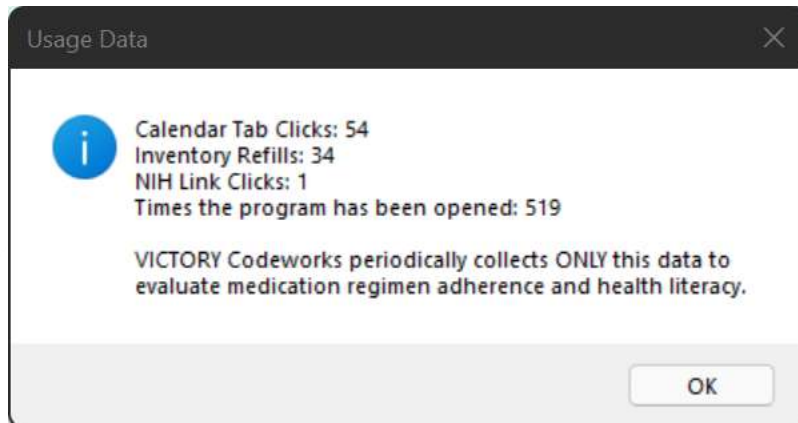 Usage Data
Calendar Tab Clicks: 54
Inventory Refills: 34
NIH Link Clicks: 1
Times the program has been opened: 519
VICTORY Codeworks periodically collects ONLY this data to
evaluate medication regimen adherence and health literacy.
OK